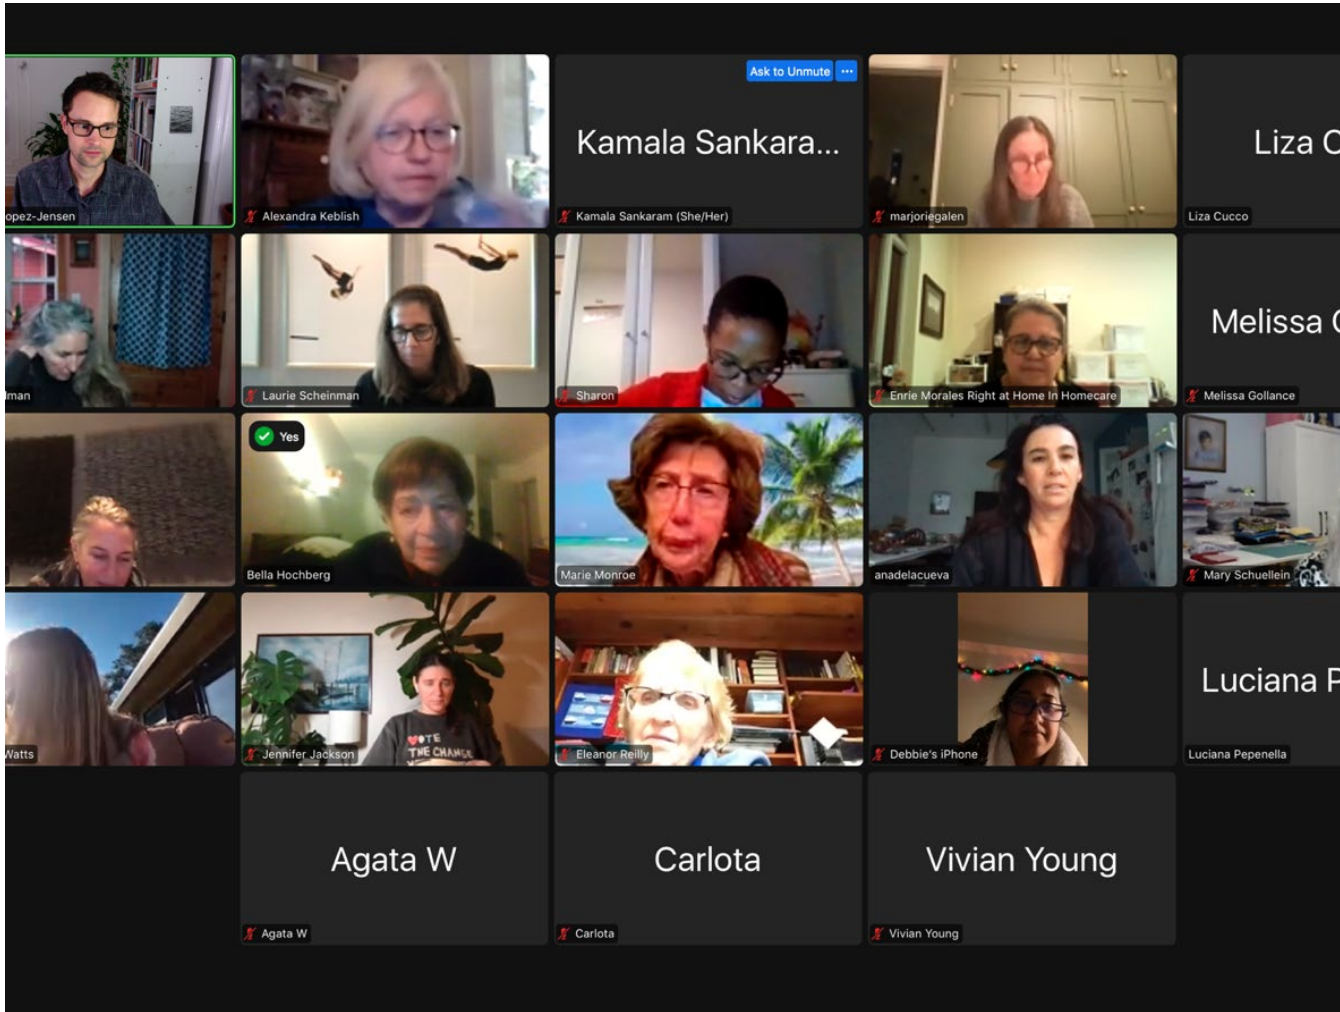 opez-Jensen
Alexandra Keblish
Ask to Unmute
Kamala Sankara...
Kamala Sankaram (She/Her)
marjoriegalen
Liza C
Liza Cucco
lman
Laurie Scheinman
Sharon
Enrie Morales Right at Home In Homecare
Melissa G
Melissa Gollance
Yes
Bella Hochberg
Marie Monroe
anadelacueva
Mary Schuellein
Watts
VOTE
THE CHANGE
Jennifer Jackson
Eleanor Reilly
Debbie's iPhone
Luciana P
Luciana Pepenella
Agata W
Agata W
Carlota
Carlota
Vivian Young
Vivian Young